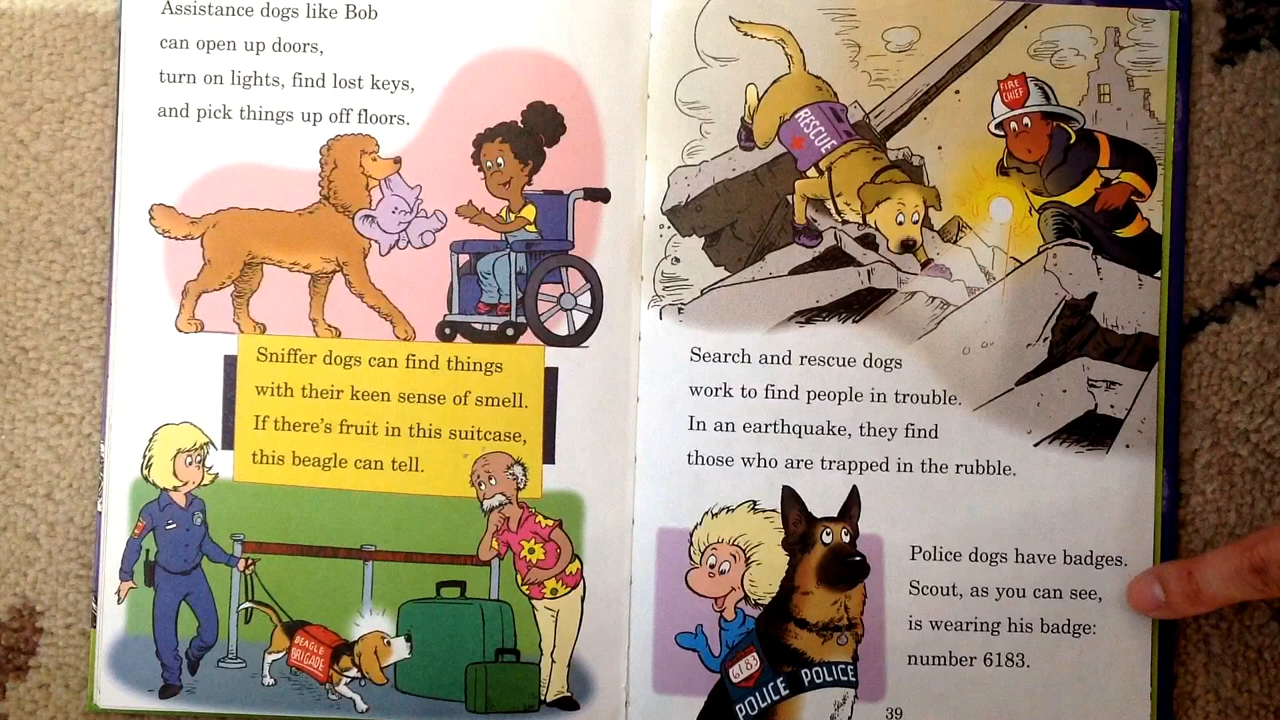 Assistance dogs like Bob
can open up doors,
turn on lights, find lost keys,
and pick things up off floors.
Sniffer dogs can find things
with their keen sense of smell.
If there's fruit in this suitcase,
this beagle can tell.
BEAGLE
BRIGADE
RESCUE
FIRE
CHIEF
Search and rescue dogs
work to find people in trouble.
In an earthquake, they find
those who are trapped in the rubble.
6183
POLICE POLICE
Police dogs have badges.
Scout, as you can see,
is wearing his badge:
number 6183.
39